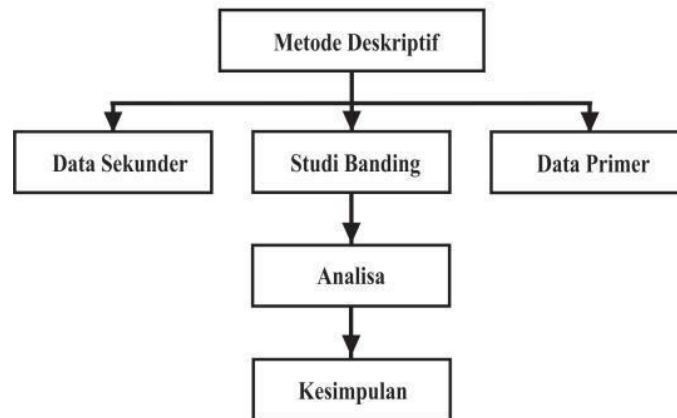 Metode Deskriptif
Data Sekunder
Studi Banding
Data Primer
Analisa
Kesimpulan